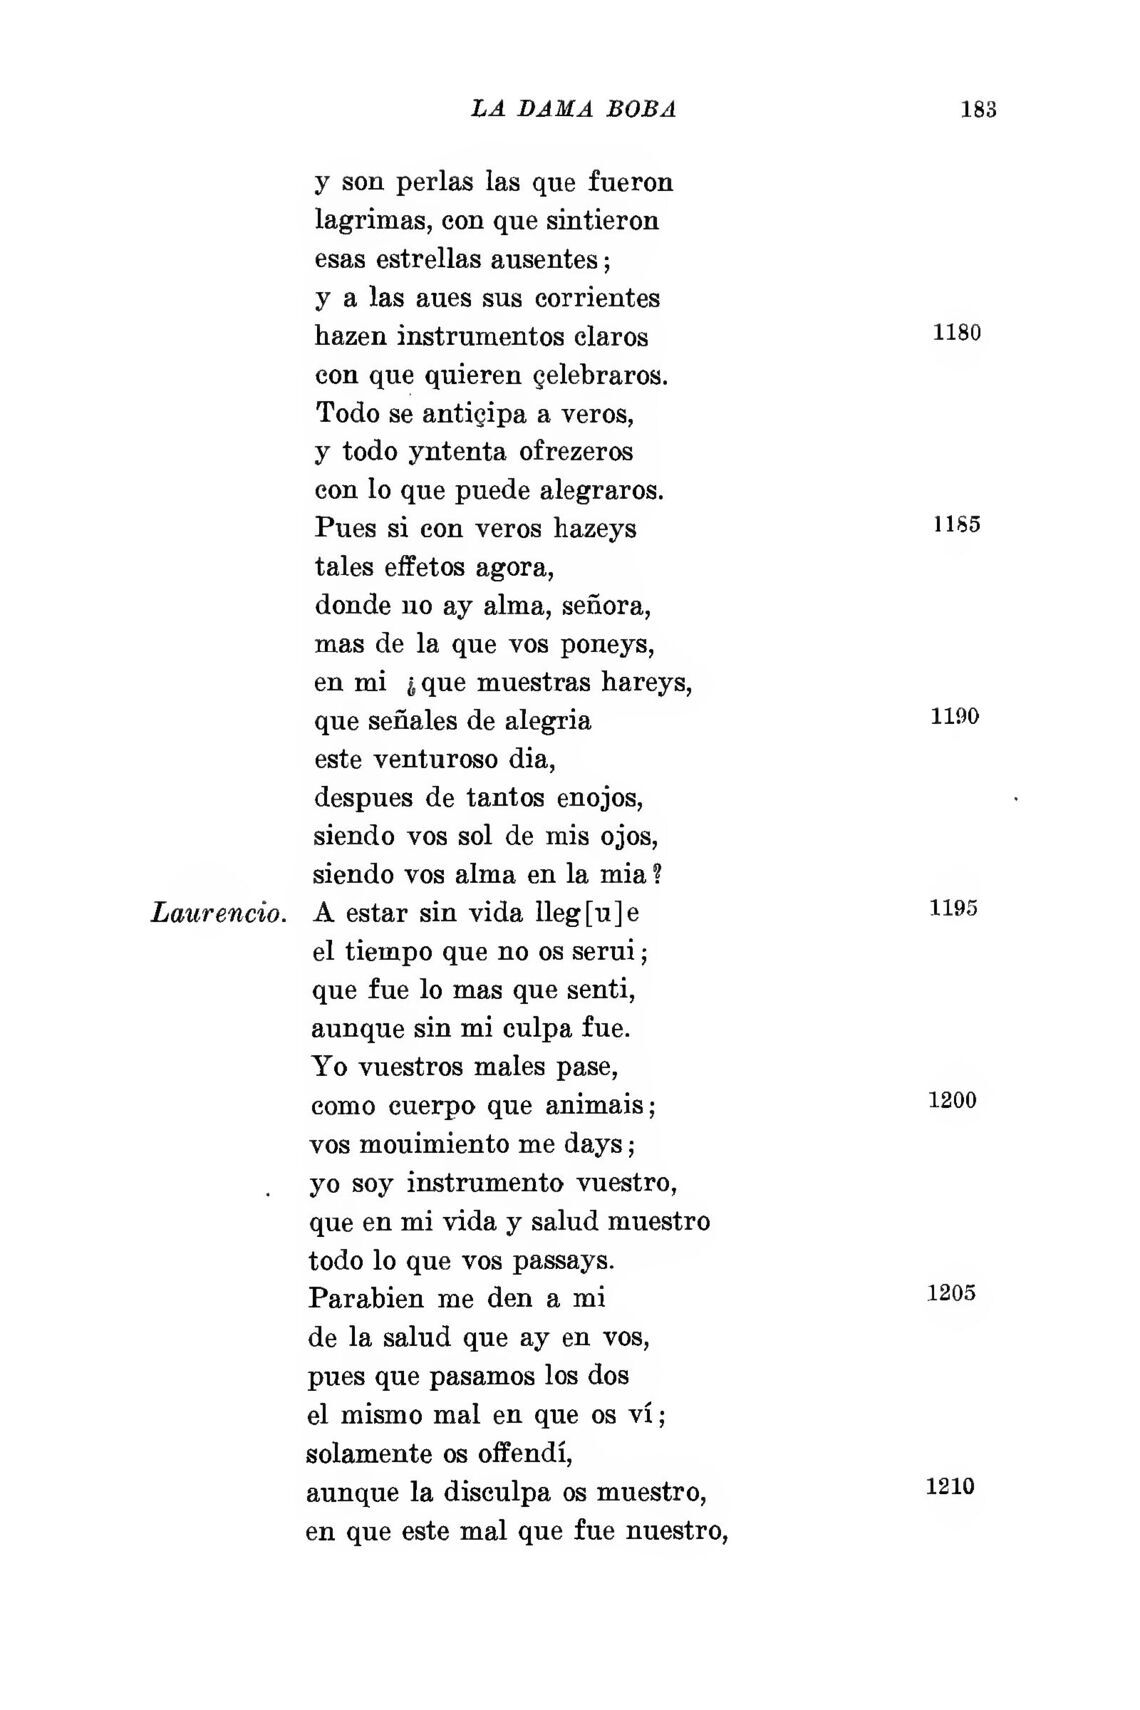 LA DAMA BOBA 183
y son perlas las que fueron
lagrimas, con que sintieron
esas estrellas ausentes;
y a las aues sus corrientes
hazen instrumentos claros 1180
con que quieren çelebraros.
Todo se antiçipa a veros,
y todo yntenta ofrezeros
con lo que puede alegraros.
Pues si con veros hazeys 1185
tales effetos agora,
donde no ay alma, señora,
mas de la que vos poneys,
en mi ¿que muestras hareys,
que señales de alegria 1190
este venturoso dia,
despues de tantos enojos,
siendo vos sol de mis ojos,
siendo vos alma en la mia?
Laurencio. A estar sin vida lleg[u]e 1195
el tiempo que no os serui;
que fue lo mas que senti,
aunque sin mi culpa fue.
Yo vuestros males pase,
como cuerpo que animais; 1200
vos mouimiento me days;
yo soy instrumento vuestro,
que en mi vida y salud muestro
todo lo que vos passays.
Parabien me den a mi 1205
de la salud que ay en vos,
pues que pasamos los dos
el mismo mal en que os ví;
solamente os offendí,
aunque la disculpa os muestro, 1210
en que este mal que fue nuestro,